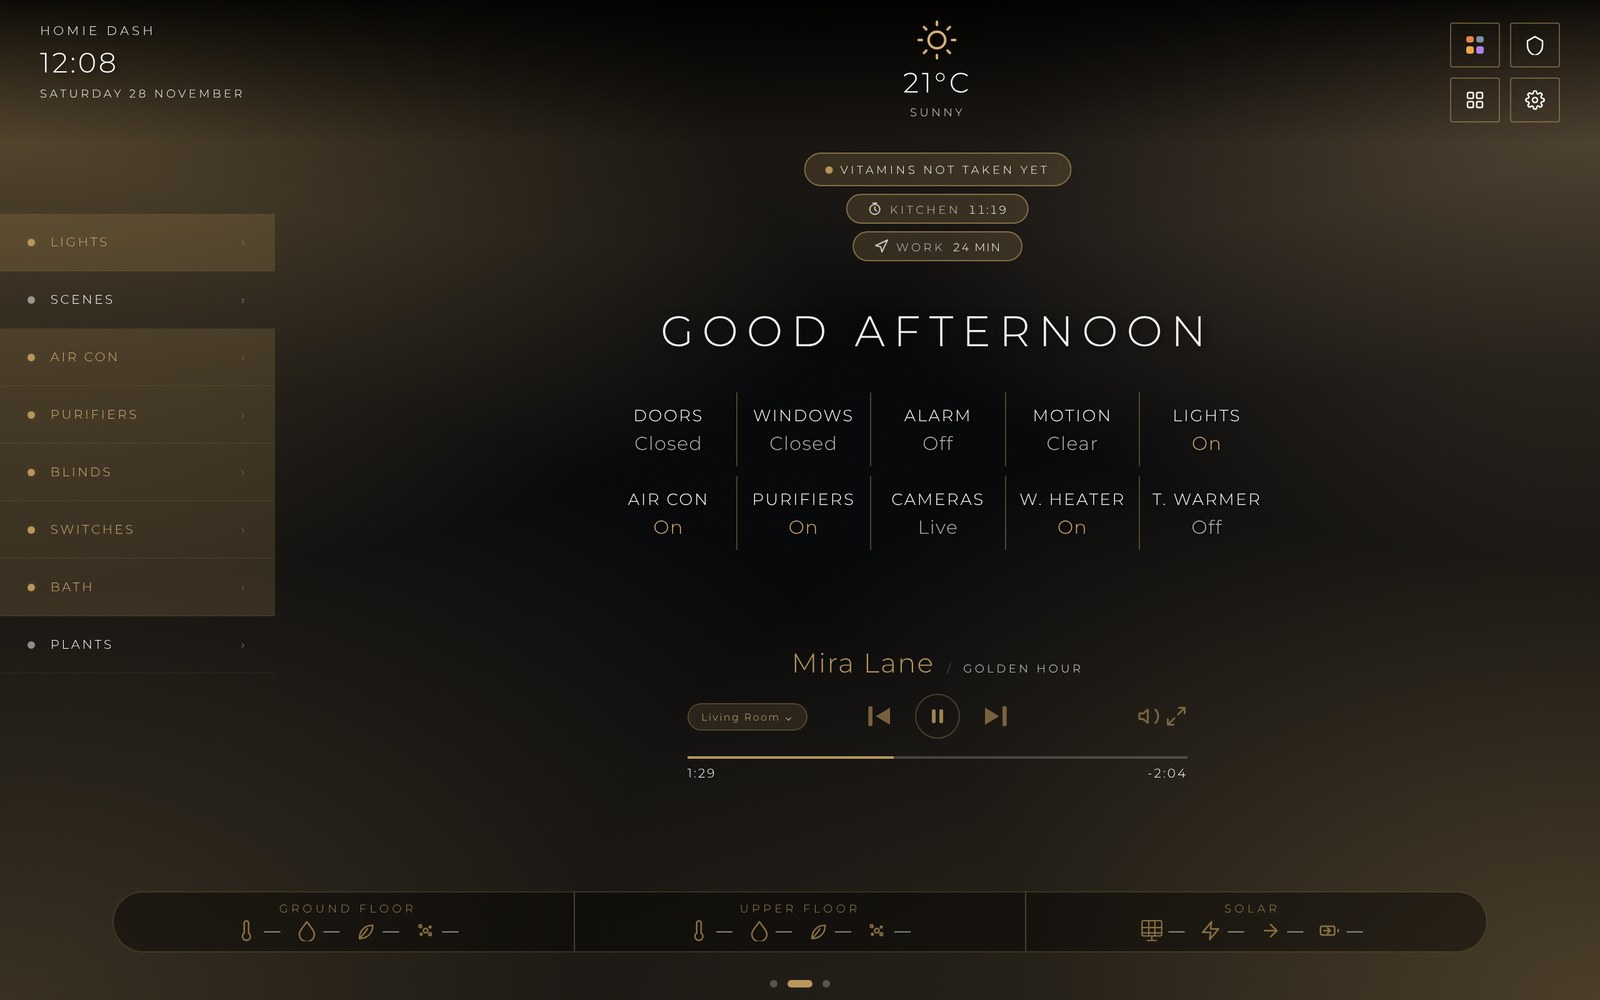 HOMIE DASH
12:08
SATURDAY 28 NOVEMBER
21°C
SUNNY
VITAMINS NOT TAKEN YET
KITCHEN 11:19
WORK 24 MIN
LIGHTS
SCENES
AIR CON
PURIFIERS
BLINDS
SWITCHES
BATH
PLANTS
GOOD AFTERNOON
DOORS WINDOWS ALARM MOTION LIGHTS
Closed Closed Off Clear On
AIR CON PURIFIERS CAMERAS W. HEATER T. WARMER
On On Live On Off
Mira Lane / GOLDEN HOUR
Living Room
1:29 -2:04
GROUND FLOOR UPPER FLOOR SOLAR
— — — — — — — — — — — —